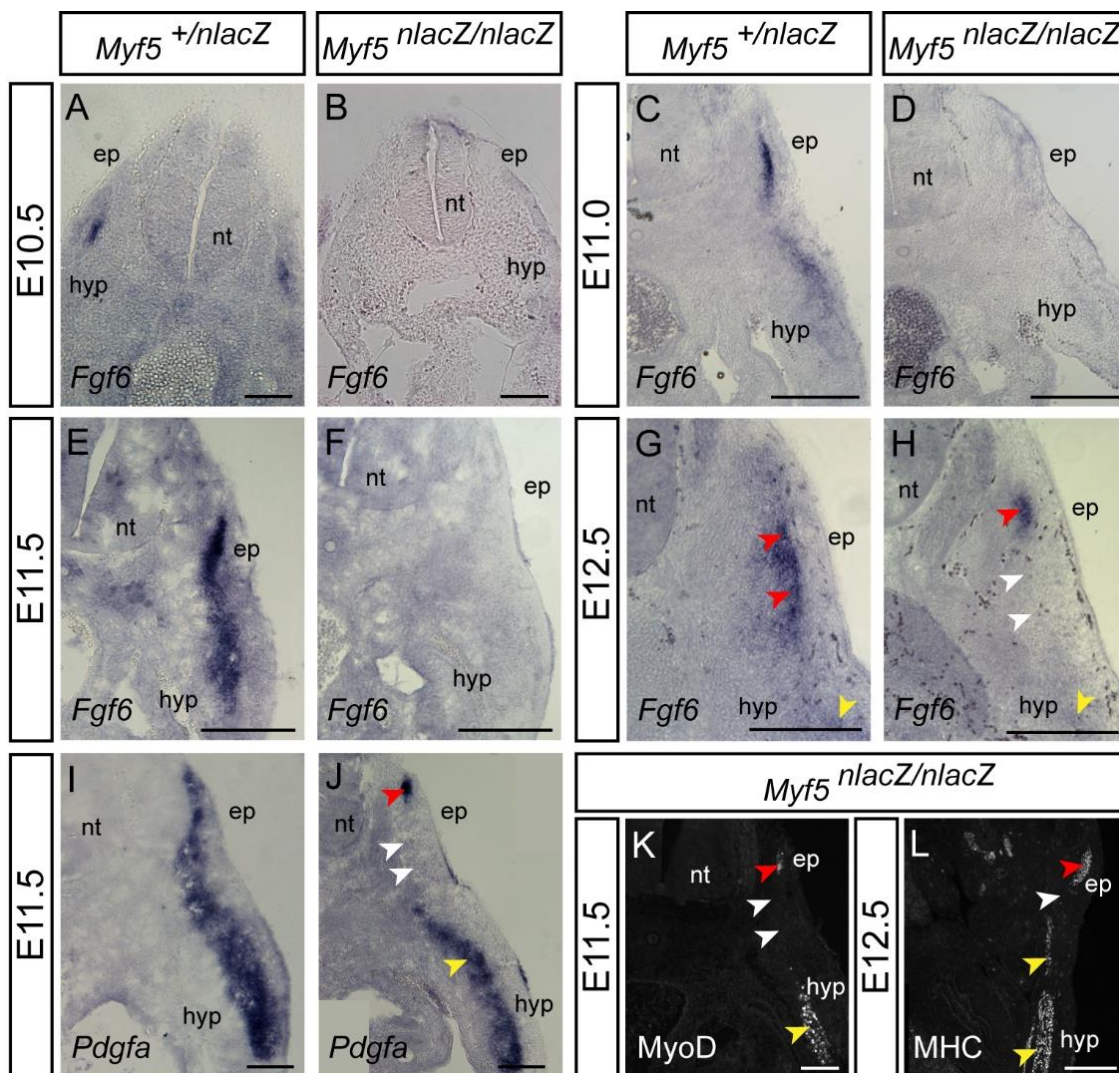 Myf5 +/nlacZ
Myf5 nlacZ/nlacZ
Myf5 +/nlacZ
Myf5 nlacZ/nlacZ
E10.5
A
ep
nt
hyp
Fgf6
B
ep
nt
hyp
Fgf6
E11.0
C
ep
nt
hyp
Fgf6
D
ep
nt
hyp
Fgf6
E11.5
E
nt
ep
hyp
Fgf6
F
nt
ep
hyp
Fgf6
E12.5
G
nt
ep
hyp
Fgf6
H
nt
ep
hyp
Fgf6
E11.5
I
ep
nt
hyp
Pdgfa
J
ep
nt
hyp
Pdgfa
Myf5 nlacZ/nlacZ
E11.5
K
ep
nt
hyp
MyoD
E12.5
L
ep
hyp
MHC